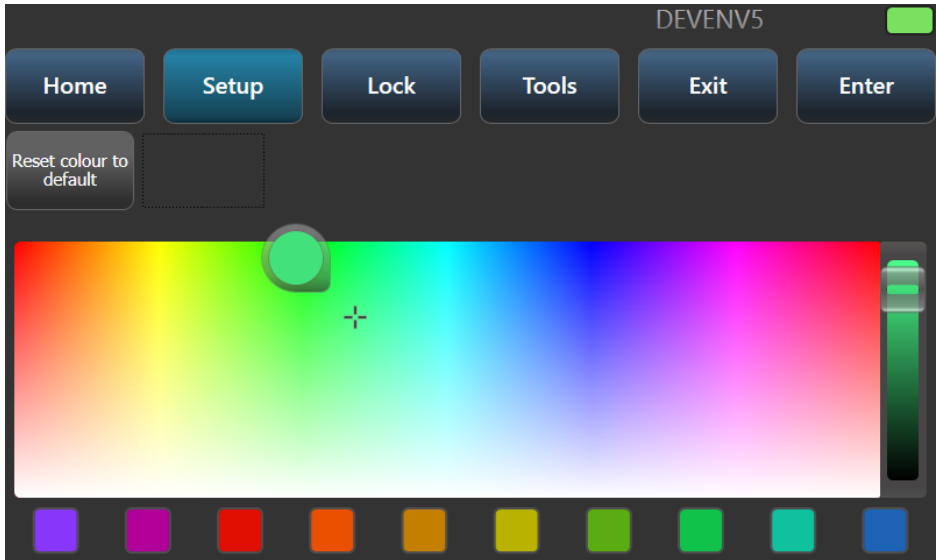 DEVENV5
Home
Setup
Lock
Tools
Exit
Enter
Reset colour to
default